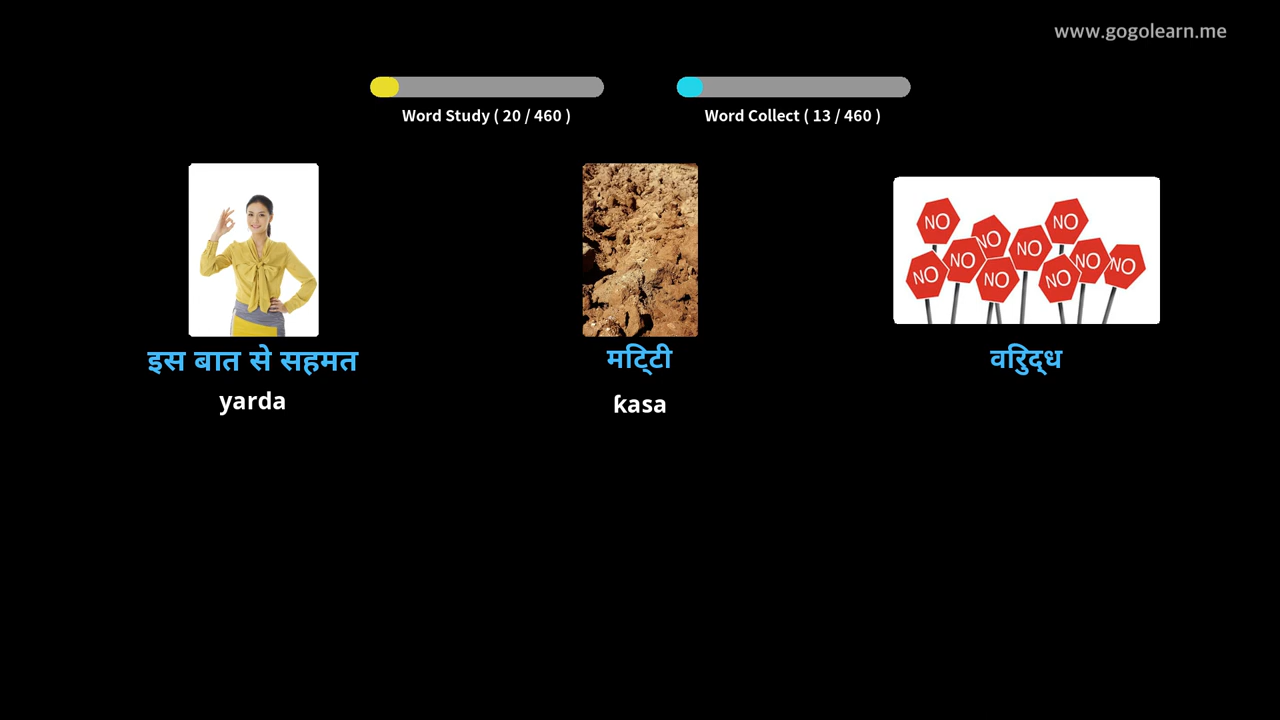 www.gogolearn.me
Word Study ( 20 / 460 )
Word Collect ( 13 / 460 )
NO NO NO NO NO NO NO NO NO NO
इस बात से सहमत
मिट्टी
विरुद्ध
yarda
ƙasa